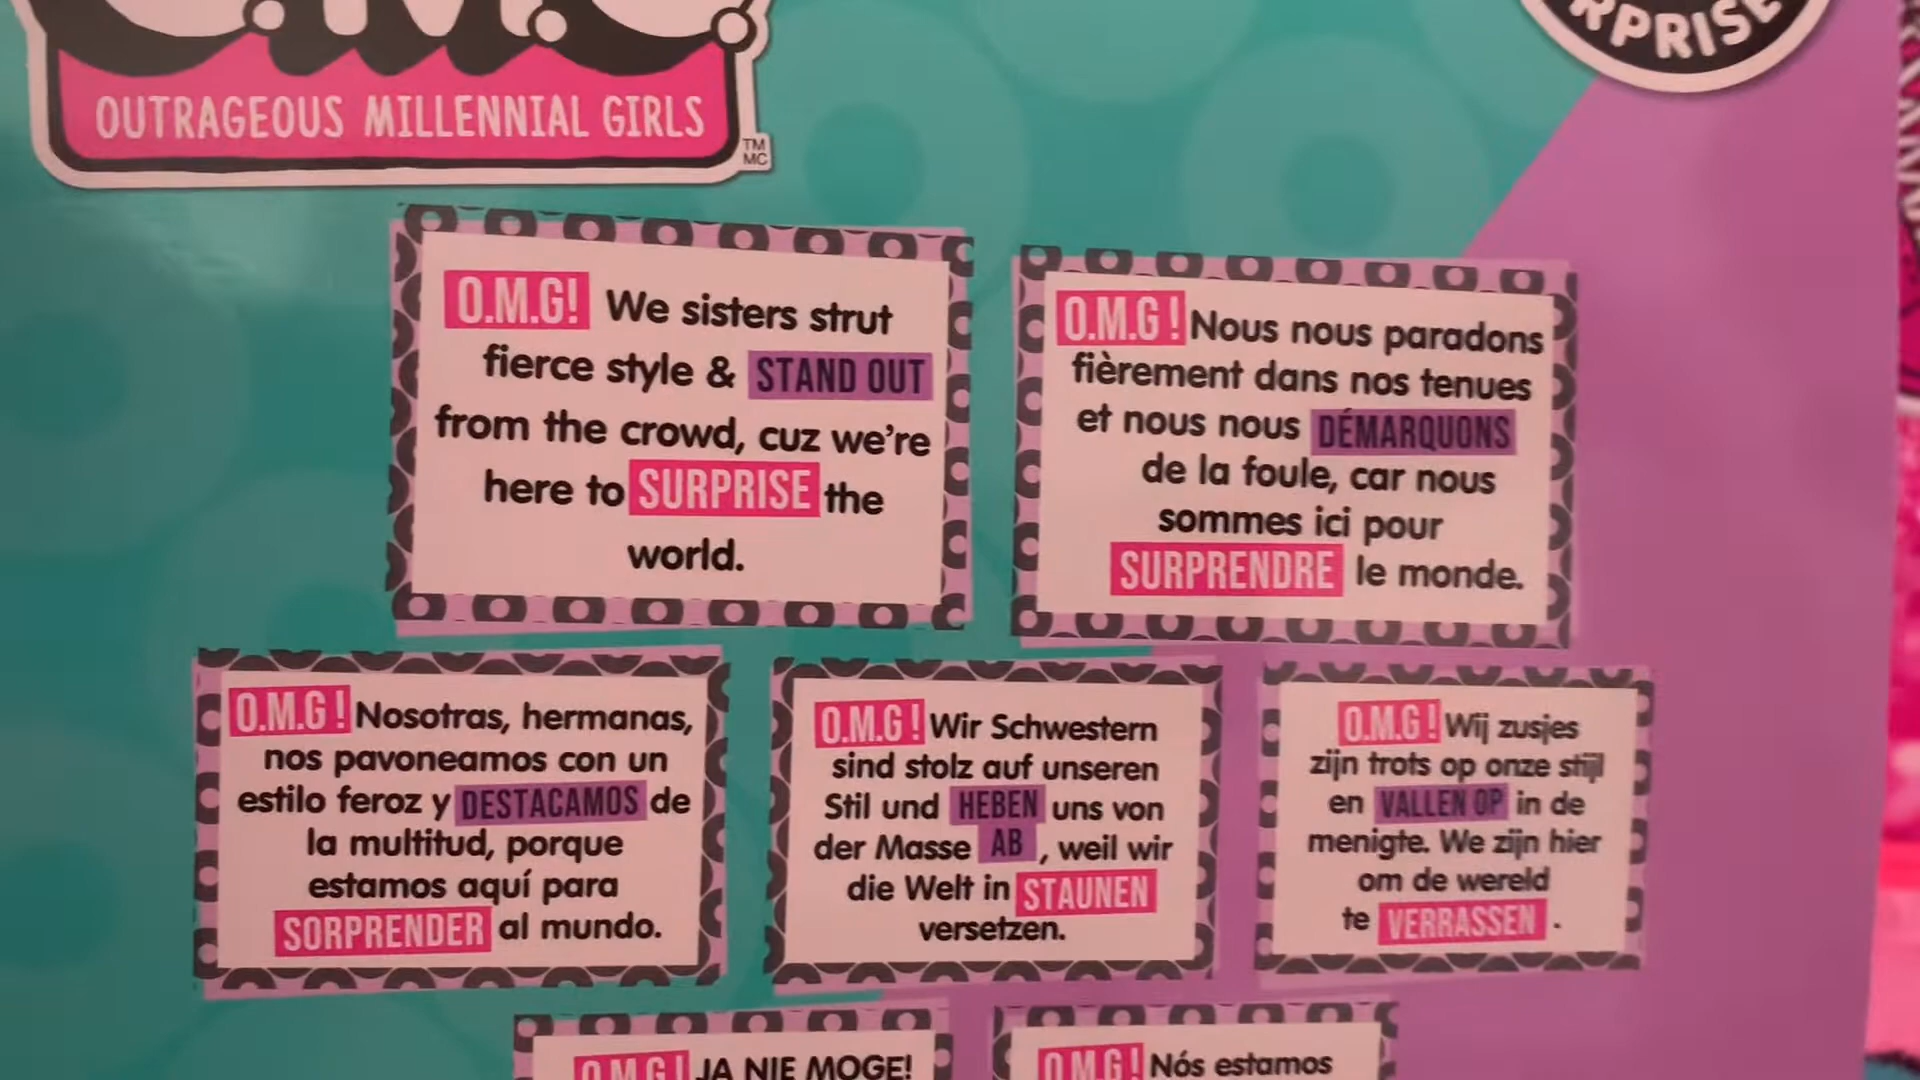 O.M.G.
OUTRAGEOUS MILLENNIAL GIRLS
TM
MC
RPRISE
O.M.G! We sisters strut
fierce style & STAND OUT
from the crowd, cuz we're
here to SURPRISE the
world.
O.M.G ! Nous nous paradons
fièrement dans nos tenues
et nous nous DÉMARQUONS
de la foule, car nous
sommes ici pour
SURPRENDRE le monde.
O.M.G ! Nosotras, hermanas,
nos pavoneamos con un
estilo feroz y DESTACAMOS de
la multitud, porque
estamos aquí para
SORPRENDER al mundo.
O.M.G ! Wir Schwestern
sind stolz auf unseren
Stil und HEBEN uns von
der Masse AB , weil wir
die Welt in STAUNEN
versetzen.
O.M.G ! Wij zusjes
zijn trots op onze stijl
en VALLEN OP in de
menigte. We zijn hier
om de wereld
te VERRASSEN .
O.M.G ! JA NIE MOGE!
O.M.G ! Nós estamos